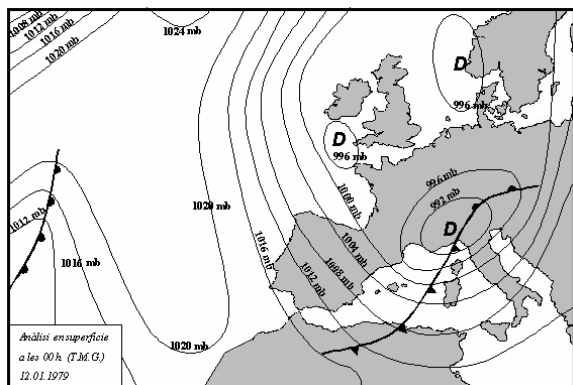 1008 mb
1012 mb
1016 mb
1020 mb
1024 mb
D
996 mb
D
996 mb
996 mb
992 mb
D
1000 mb
1004 mb
1008 mb
1012 mb
1016 mb
1020 mb
1012 mb
1016 mb
1020 mb
Anàlisi en superfície
a les 00 h. (T.M.G.)
12.01.1979